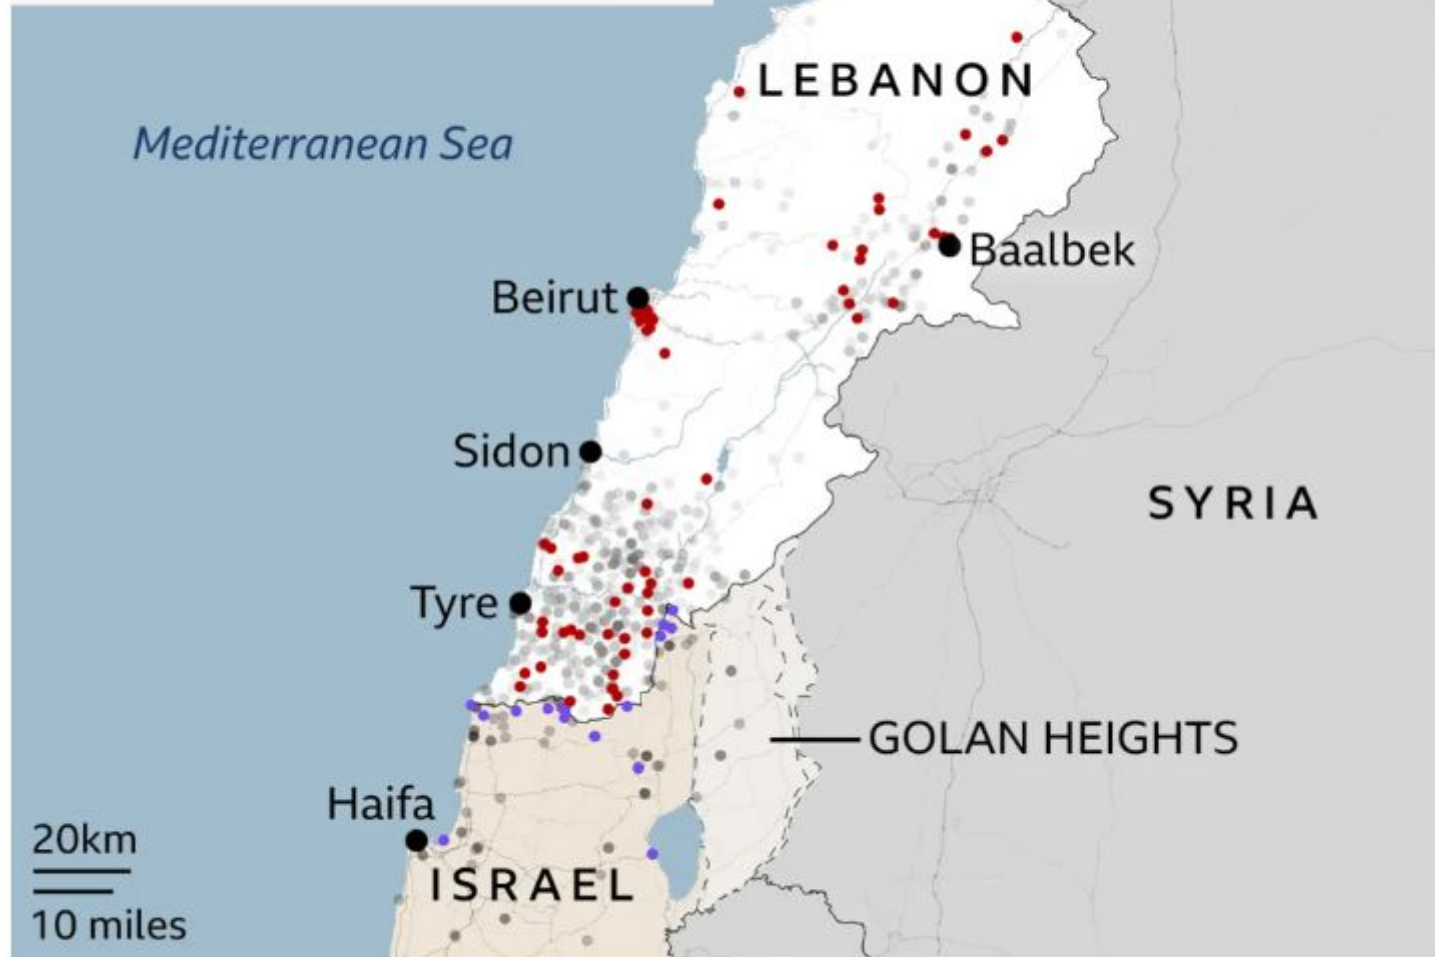 LEBANON
Mediterranean Sea
Baalbek
Beirut
Sidon
SYRIA
Tyre
GOLAN HEIGHTS
Haifa
20km
ISRAEL
10 miles